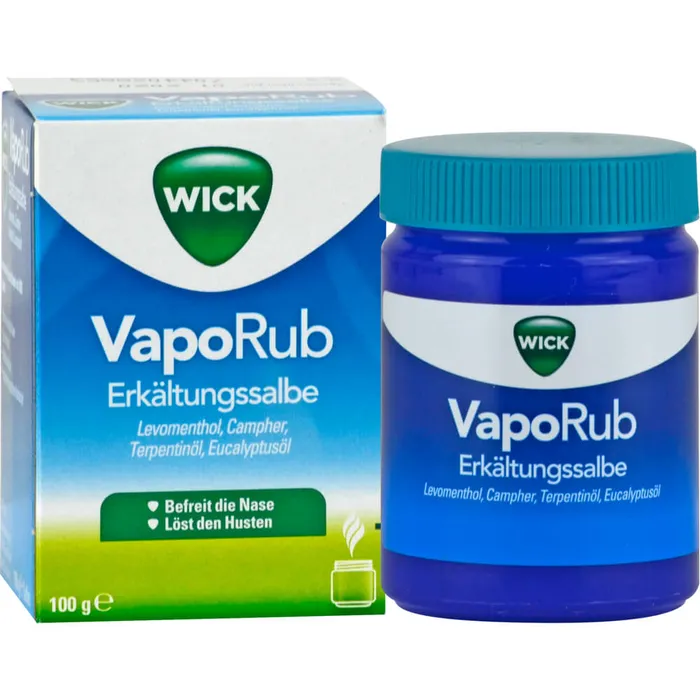 WICK
VapoRub
Erkältungssalbe
Levomenthol, Campher,
Terpentinöl, Eucalyptusöl
Befreit die Nase
Löst den Husten
100 g e
VapoRub
WICK
VapoRub
Erkältungssalbe
Levomenthol, Campher, Terpentinöl, Eucalyptusöl